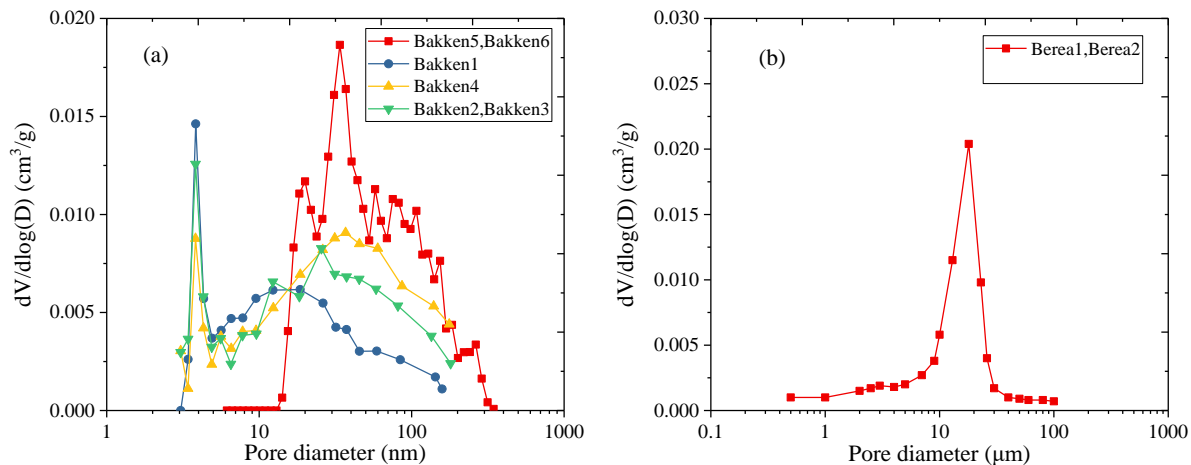 (a)
Bakken5,Bakken6
Bakken1
Bakken4
Bakken2,Bakken3
0.020
0.015
0.010
0.005
0.000
dV/dlog(D) (cm³/g)
1 10 100 1000
Pore diameter (nm)
(b)
Berea1,Berea2
0.030
0.025
0.020
0.015
0.010
0.005
0.000
dV/dlog(D) (cm³/g)
0.1 1 10 100 1000
Pore diameter (μm)